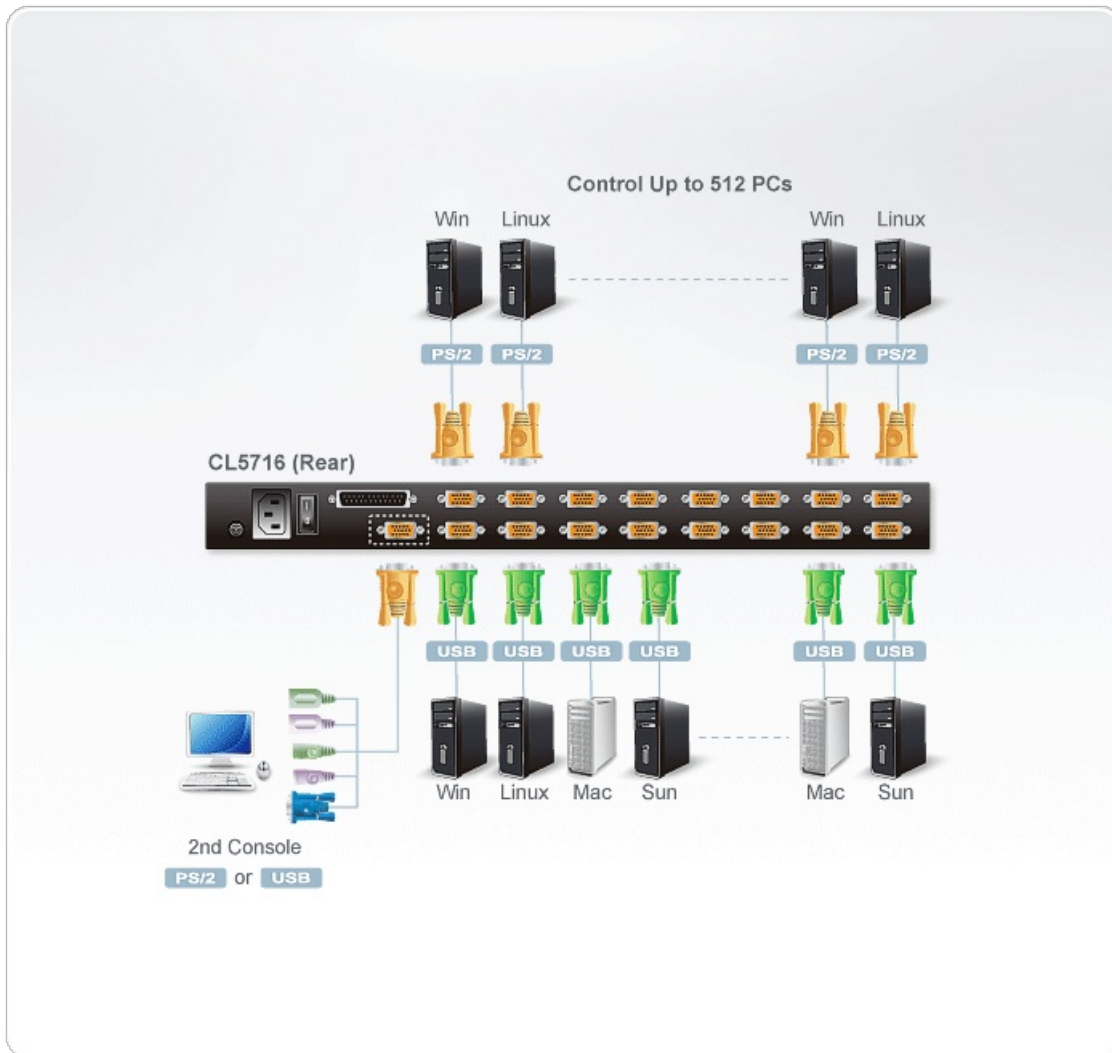 Control Up to 512 PCs
Win Linux Win Linux
PS/2 PS/2 PS/2 PS/2
CL5716 (Rear)
USB USB USB USB USB USB
Win Linux Mac Sun Mac Sun
2nd Console
PS/2 or USB